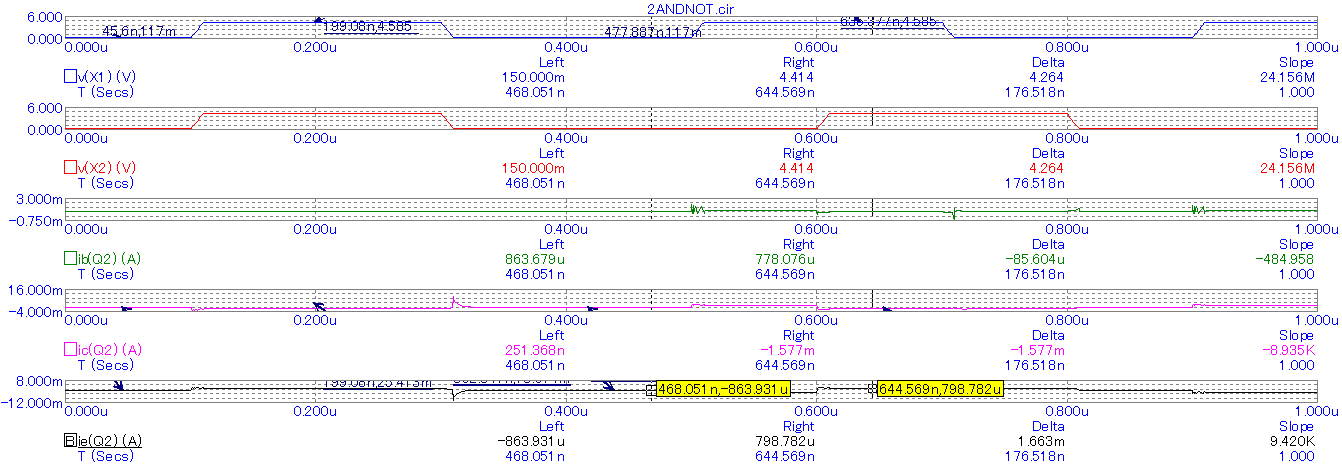 2ANDNOT.cir
6.000
45.6n,117m 199.08n,4.585 477.887n,117m 4.585
0.000
0.000u 0.200u 0.400u 0.600u 0.800u 1.000u
Left Right Delta Slope
v(X1) (V) 150.000m 4.414 4.264 24.156M
T (Secs) 468.051n 644.569n 176.518n 1.000
6.000
0.000
0.000u 0.200u 0.400u 0.600u 0.800u 1.000u
Left Right Delta Slope
v(X2) (V) 150.000m 4.414 4.264 24.156M
T (Secs) 468.051n 644.569n 176.518n 1.000
3.000m
-0.750m
0.000u 0.200u 0.400u 0.600u 0.800u 1.000u
Left Right Delta Slope
ib(Q2) (A) 863.679u 778.076u -85.604u -484.958
T (Secs) 468.051n 644.569n 176.518n 1.000
16.000m
-4.000m
0.000u 0.200u 0.400u 0.600u 0.800u 1.000u
Left Right Delta Slope
ic(Q2) (A) 251.368n -1.577m -1.577m -8.935K
T (Secs) 468.051n 644.569n 176.518n 1.000
8.000m
199.08n,25.413m 468.051n,-863.931u 644.569n,798.782u
-12.000m
0.000u 0.200u 0.400u 0.600u 0.800u 1.000u
Left Right Delta Slope
ie(Q2) (A) -863.931u 798.782u 1.663m 9.420K
T (Secs) 468.051n 644.569n 176.518n 1.000